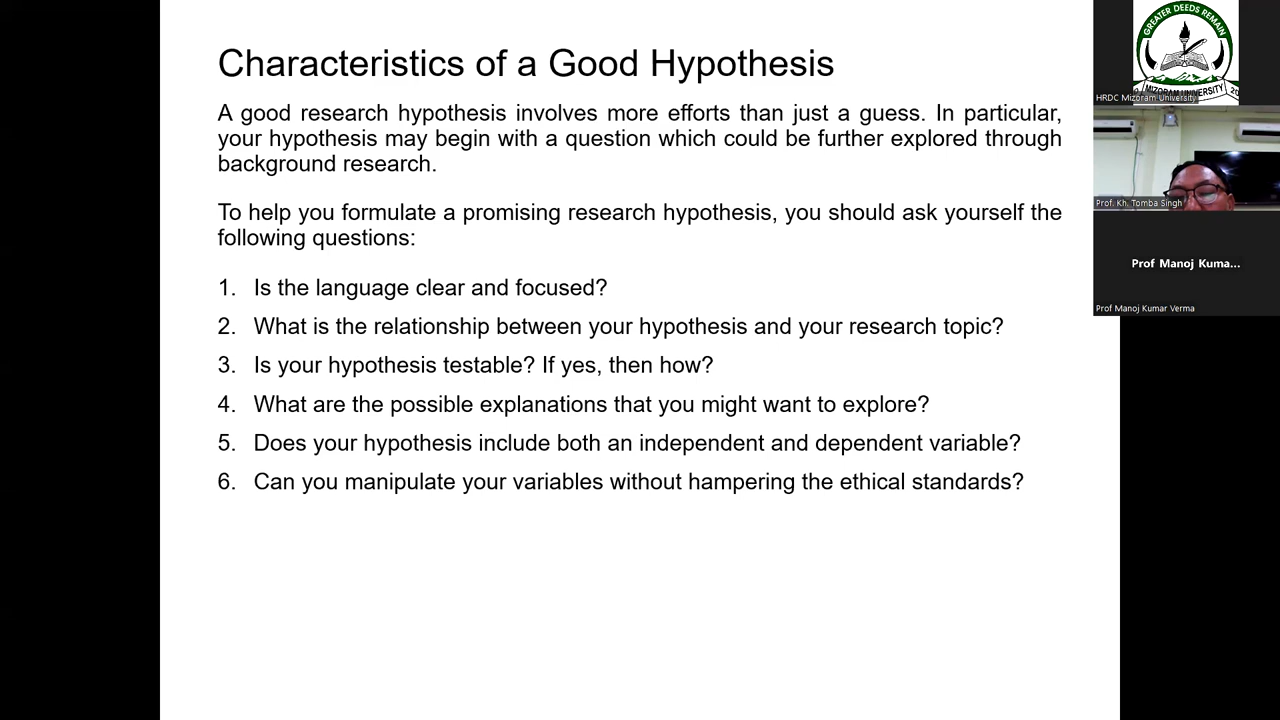 Characteristics of a Good Hypothesis
A good research hypothesis involves more efforts than just a guess. In particular,
your hypothesis may begin with a question which could be further explored through
background research.
To help you formulate a promising research hypothesis, you should ask yourself the
following questions:
1. Is the language clear and focused?
2. What is the relationship between your hypothesis and your research topic?
3. Is your hypothesis testable? If yes, then how?
4. What are the possible explanations that you might want to explore?
5. Does your hypothesis include both an independent and dependent variable?
6. Can you manipulate your variables without hampering the ethical standards?
GREATER DEEDS REMAIN
MIZORAM UNIVERSITY
HRDC Mizoram University
Prof. Kh. Tomba Singh
Prof Manoj Kuma...
Prof Manoj Kumar Verma